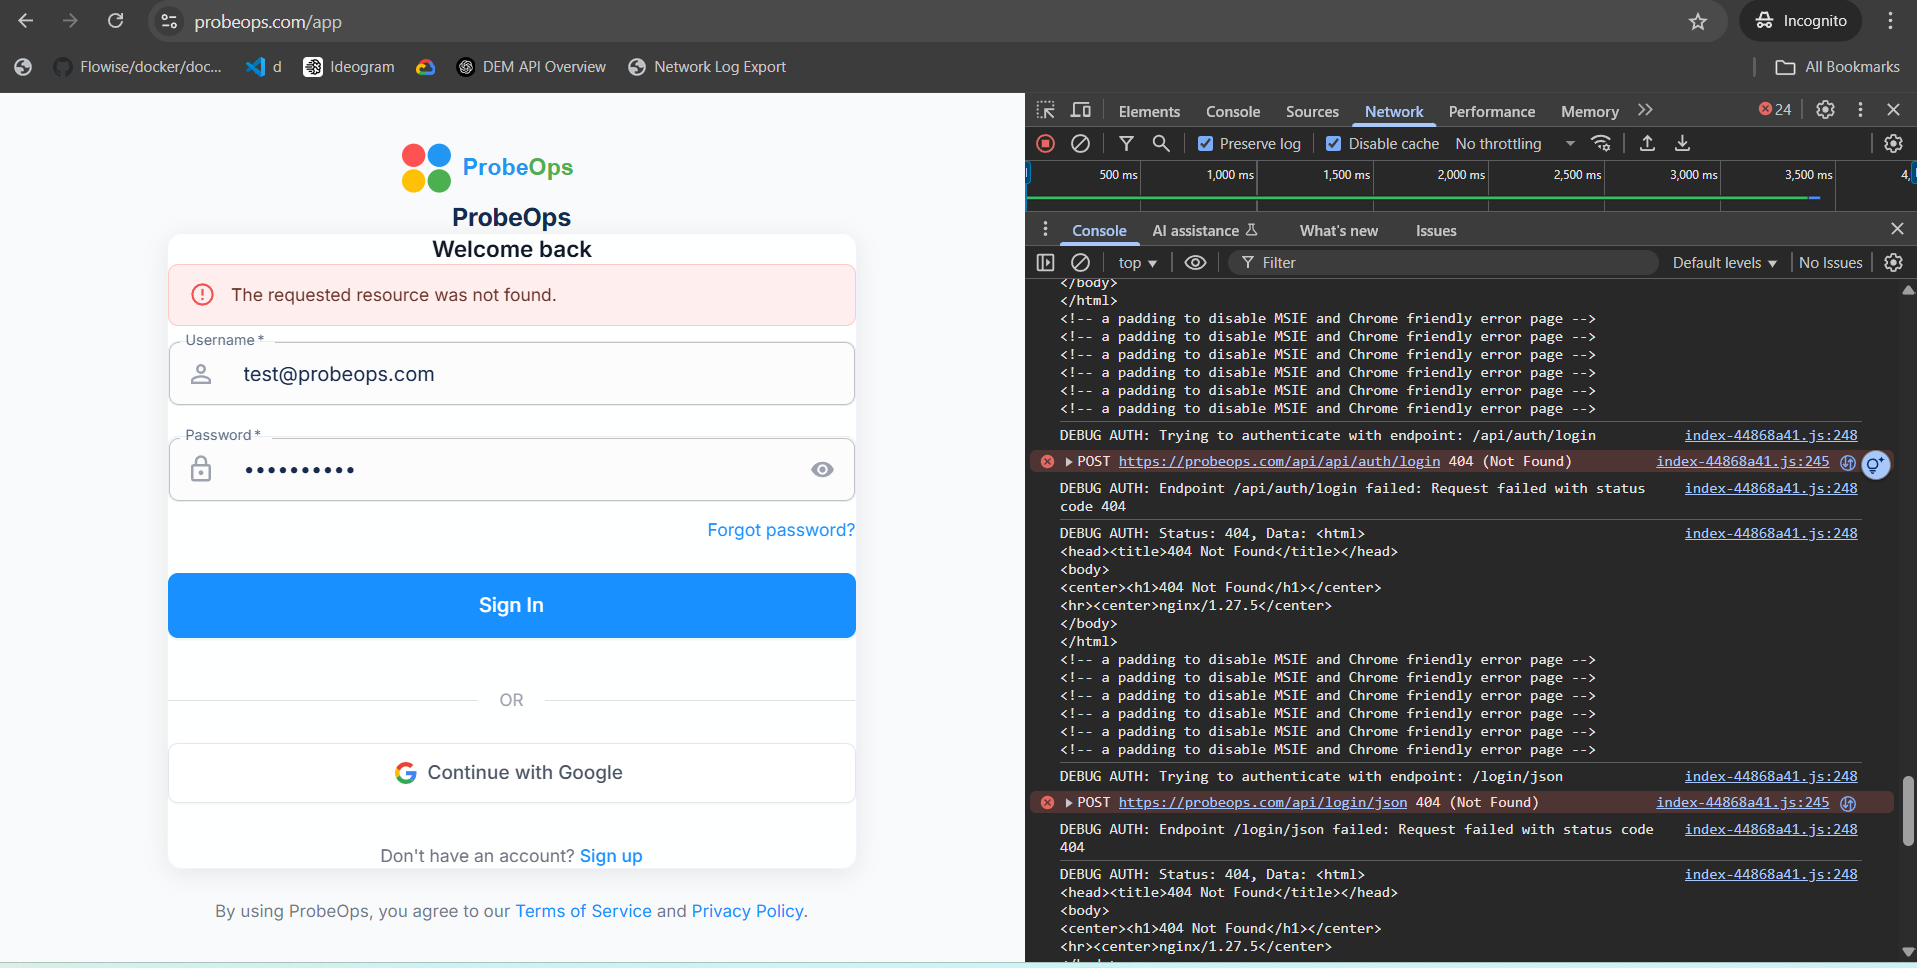 probeops.com/app
Incognito
Flowise/docker/doc...
d
Ideogram
DEM API Overview
Network Log Export
All Bookmarks
ProbeOps
ProbeOps
Welcome back
The requested resource was not found.
Username *
test@probeops.com
Password *
••••••••••
Forgot password?
Sign In
OR
Continue with Google
Don't have an account? Sign up
By using ProbeOps, you agree to our Terms of Service and Privacy Policy.
Elements Console Sources Network Performance Memory
24
Preserve log Disable cache No throttling
500 ms 1,000 ms 1,500 ms 2,000 ms 2,500 ms 3,000 ms 3,500 ms 4,
Console AI assistance What's new Issues
top Filter Default levels No Issues
</body>
</html>
<!-- a padding to disable MSIE and Chrome friendly error page -->
<!-- a padding to disable MSIE and Chrome friendly error page -->
<!-- a padding to disable MSIE and Chrome friendly error page -->
<!-- a padding to disable MSIE and Chrome friendly error page -->
<!-- a padding to disable MSIE and Chrome friendly error page -->
<!-- a padding to disable MSIE and Chrome friendly error page -->
DEBUG AUTH: Trying to authenticate with endpoint: /api/auth/login index-44868a41.js:248
POST https://probeops.com/api/api/auth/login 404 (Not Found) index-44868a41.js:245
DEBUG AUTH: Endpoint /api/auth/login failed: Request failed with status index-44868a41.js:248
code 404
DEBUG AUTH: Status: 404, Data: <html> index-44868a41.js:248
<head><title>404 Not Found</title></head>
<body>
<center><h1>404 Not Found</h1></center>
<hr><center>nginx/1.27.5</center>
</body>
</html>
<!-- a padding to disable MSIE and Chrome friendly error page -->
<!-- a padding to disable MSIE and Chrome friendly error page -->
<!-- a padding to disable MSIE and Chrome friendly error page -->
<!-- a padding to disable MSIE and Chrome friendly error page -->
<!-- a padding to disable MSIE and Chrome friendly error page -->
<!-- a padding to disable MSIE and Chrome friendly error page -->
DEBUG AUTH: Trying to authenticate with endpoint: /login/json index-44868a41.js:248
POST https://probeops.com/api/login/json 404 (Not Found) index-44868a41.js:245
DEBUG AUTH: Endpoint /login/json failed: Request failed with status code index-44868a41.js:248
404
DEBUG AUTH: Status: 404, Data: <html> index-44868a41.js:248
<head><title>404 Not Found</title></head>
<body>
<center><h1>404 Not Found</h1></center>
<hr><center>nginx/1.27.5</center>